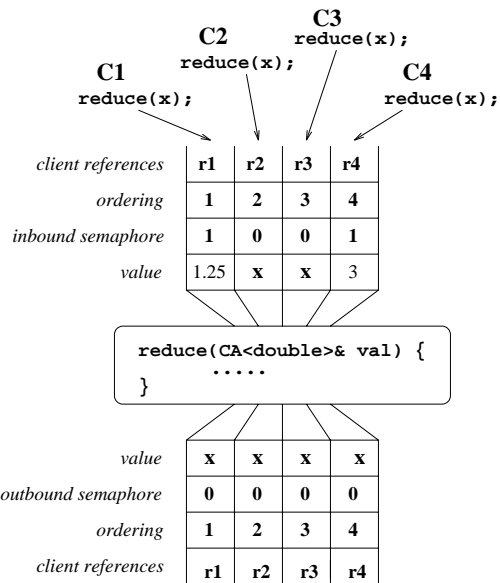 C3
reduce(x);
C2
reduce(x);
C1
reduce(x);
C4
reduce(x);
client references r1 r2 r3 r4
ordering 1 2 3 4
inbound semaphore 1 0 0 1
value 1.25 x x 3
reduce(CA<double>& val) {
.....
}
value x x x x
outbound semaphore 0 0 0 0
ordering 1 2 3 4
client references r1 r2 r3 r4